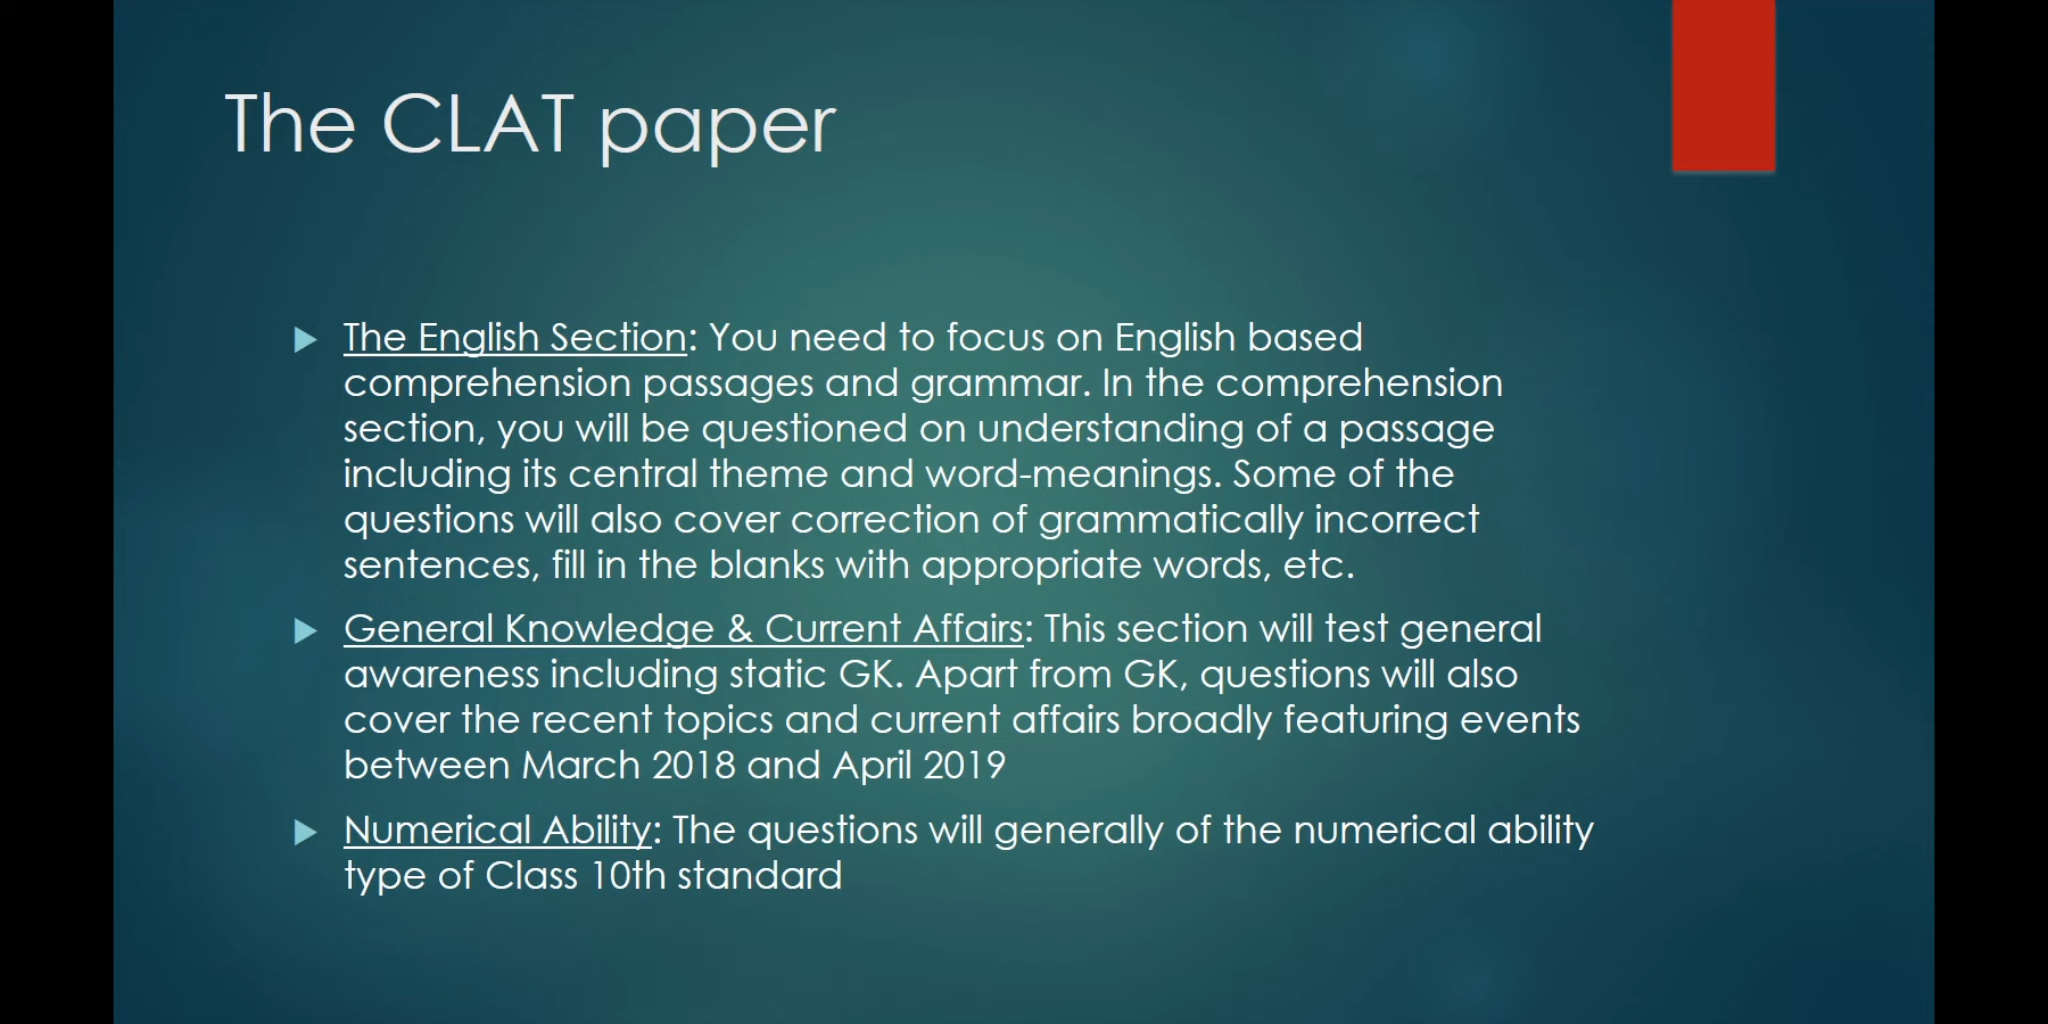 The CLAT paper
The English Section: You need to focus on English based
comprehension passages and grammar. In the comprehension
section, you will be questioned on understanding of a passage
including its central theme and word-meanings. Some of the
questions will also cover correction of grammatically incorrect
sentences, fill in the blanks with appropriate words, etc.
General Knowledge & Current Affairs: This section will test general
awareness including static GK. Apart from GK, questions will also
cover the recent topics and current affairs broadly featuring events
between March 2018 and April 2019
Numerical Ability: The questions will generally of the numerical ability
type of Class 10th standard